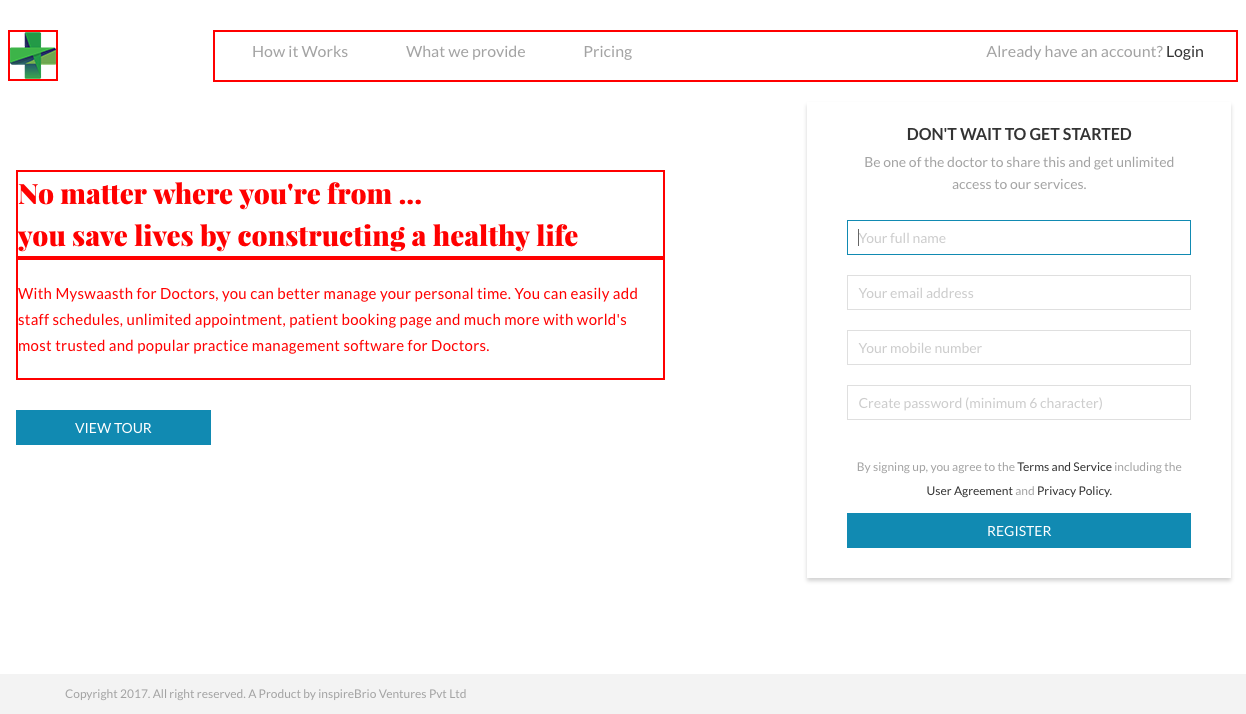 How it Works
What we provide
Pricing
Already have an account? Login
No matter where you're from ...
you save lives by constructing a healthy life
With Myswaasth for Doctors, you can better manage your personal time. You can easily add
staff schedules, unlimited appointment, patient booking page and much more with world's
most trusted and popular practice management software for Doctors.
VIEW TOUR
DON'T WAIT TO GET STARTED
Be one of the doctor to share this and get unlimited
access to our services.
Your full name
Your email address
Your mobile number
Create password (minimum 6 character)
By signing up, you agree to the Terms and Service including the
User Agreement and Privacy Policy.
REGISTER
Copyright 2017. All right reserved. A Product by inspireBrio Ventures Pvt Ltd